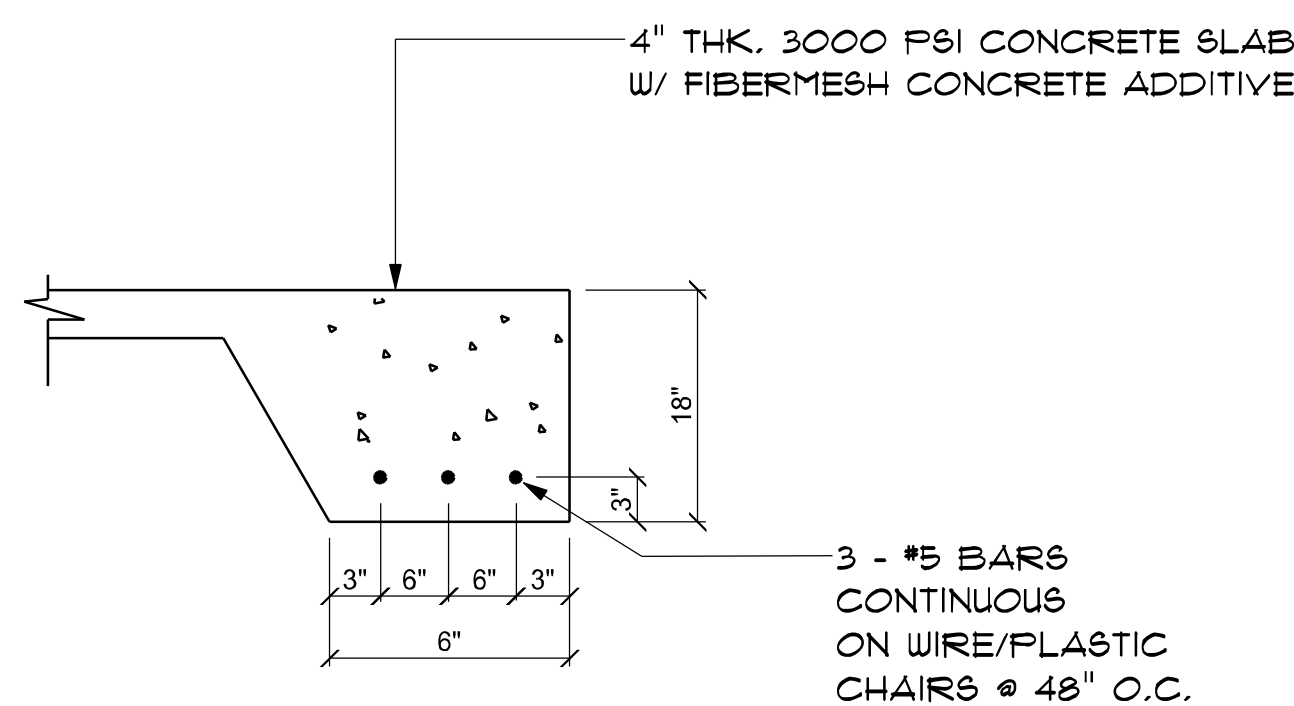 4" THK. 3000 PSI CONCRETE SLAB
W/ FIBERMESH CONCRETE ADDITIVE
18"
3"
3" 6" 6" 3"
6"
3 - #5 BARS
CONTINUOUS
ON WIRE/PLASTIC
CHAIRS @ 48" O.C.